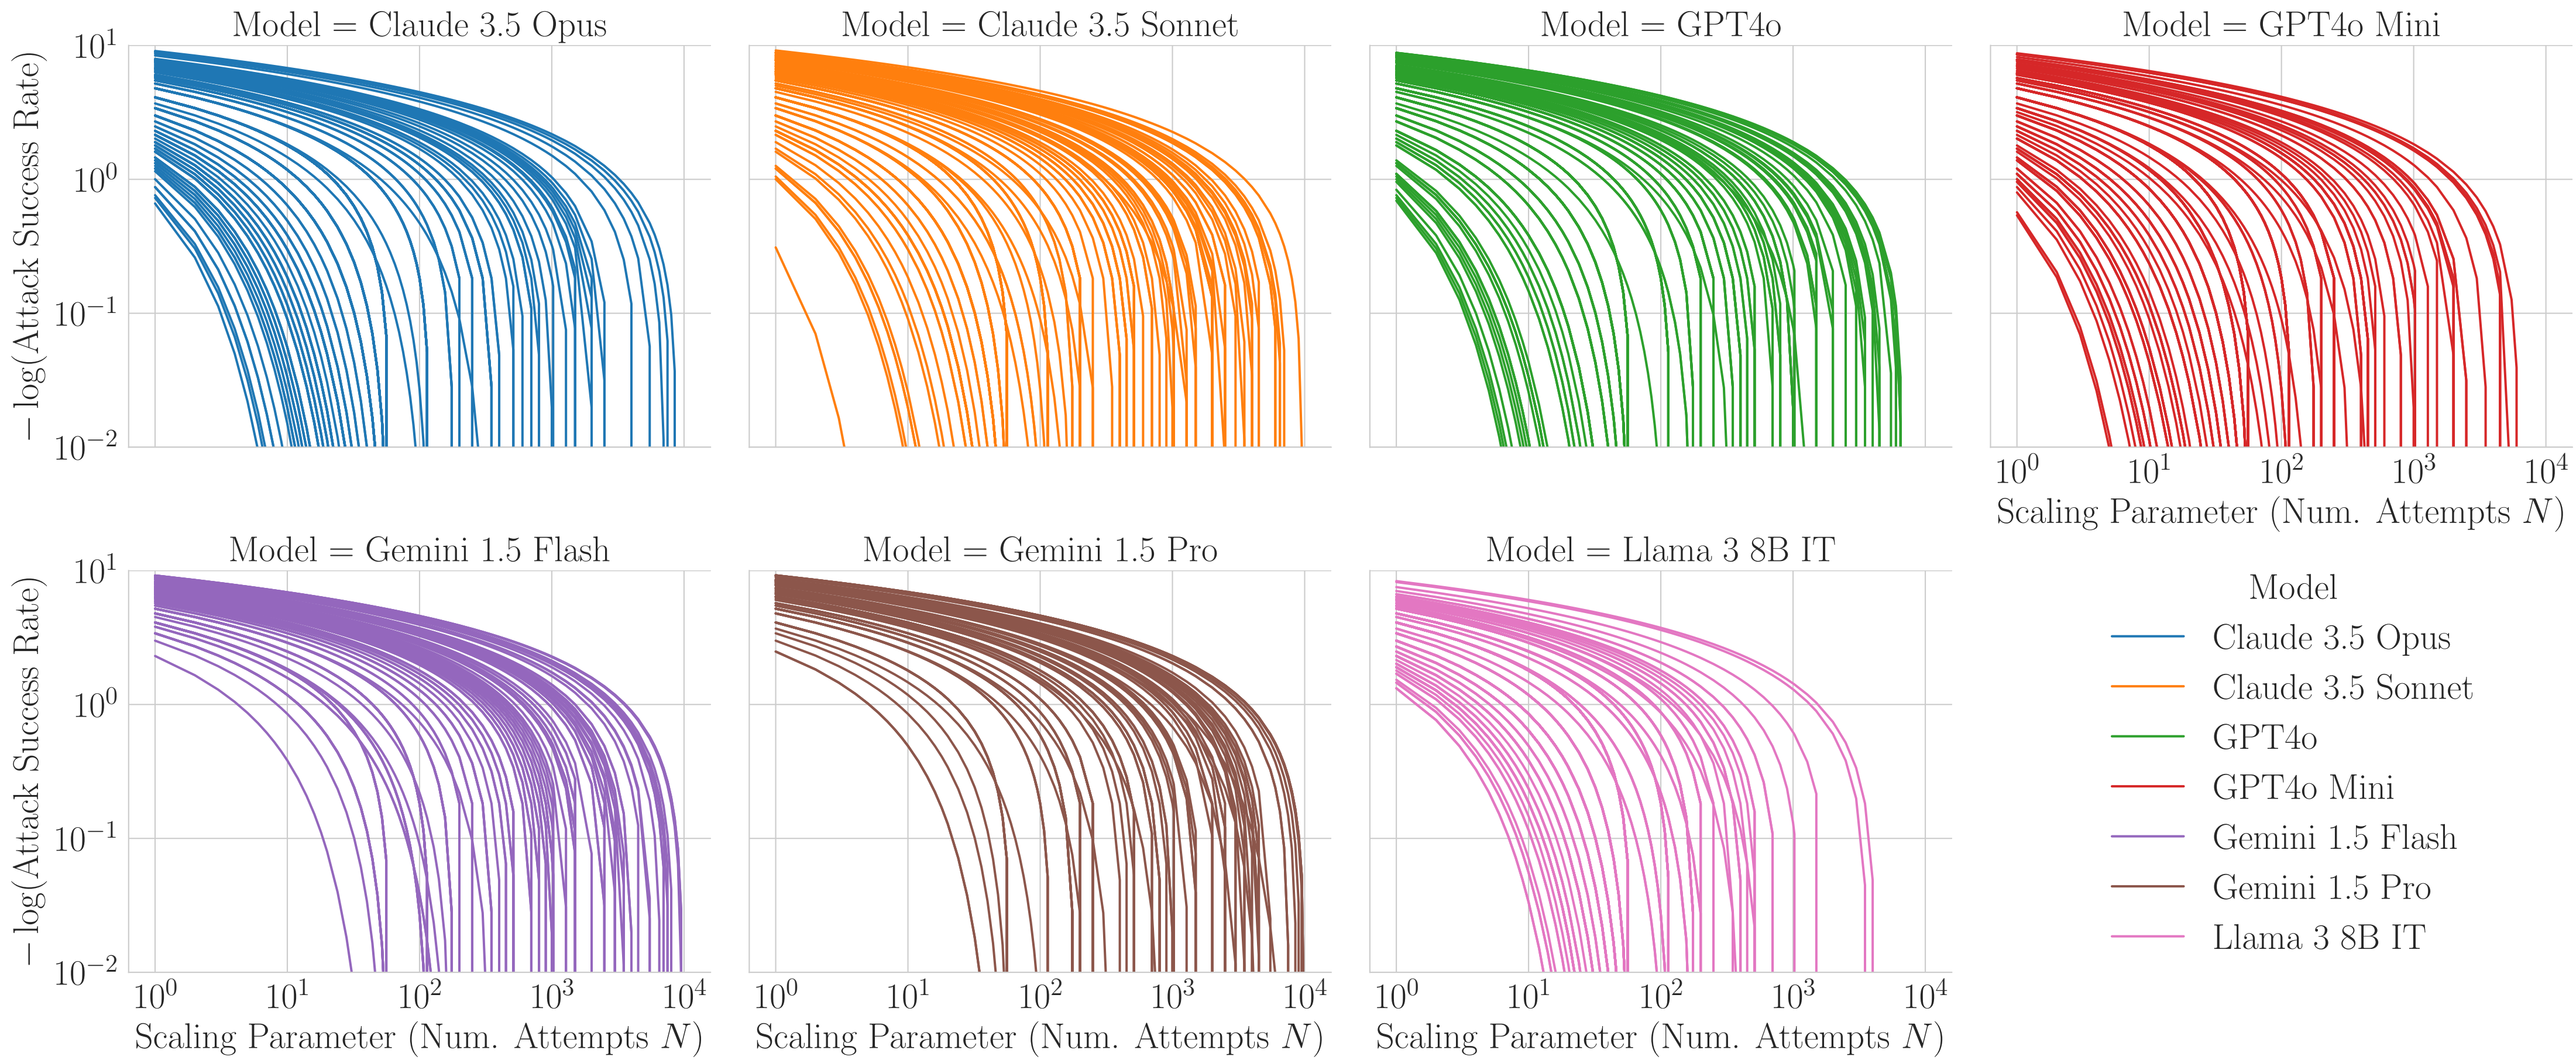 Model = Claude 3.5 Opus
Model = Claude 3.5 Sonnet
Model = GPT4o
Model = GPT4o Mini
− log(Attack Success Rate)
10^1
10^0
10^−1
10^−2
10^0 10^1 10^2 10^3 10^4
Scaling Parameter (Num. Attempts N)
Model = Gemini 1.5 Flash
Model = Gemini 1.5 Pro
Model = Llama 3 8B IT
− log(Attack Success Rate)
10^1
10^0
10^−1
10^−2
10^0 10^1 10^2 10^3 10^4
Scaling Parameter (Num. Attempts N)
10^0 10^1 10^2 10^3 10^4
Scaling Parameter (Num. Attempts N)
10^0 10^1 10^2 10^3 10^4
Scaling Parameter (Num. Attempts N)
Model
Claude 3.5 Opus
Claude 3.5 Sonnet
GPT4o
GPT4o Mini
Gemini 1.5 Flash
Gemini 1.5 Pro
Llama 3 8B IT